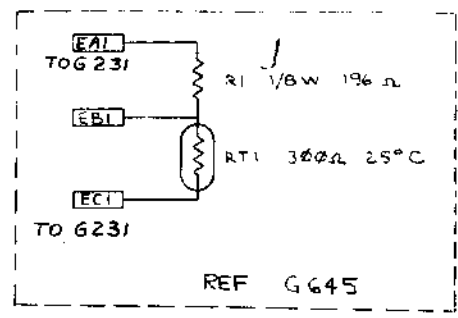 EA1
TO G231
R1 1/8W 196 Ω
EB1
RT1 300Ω 25°C
EC1
TO G231
REF G645